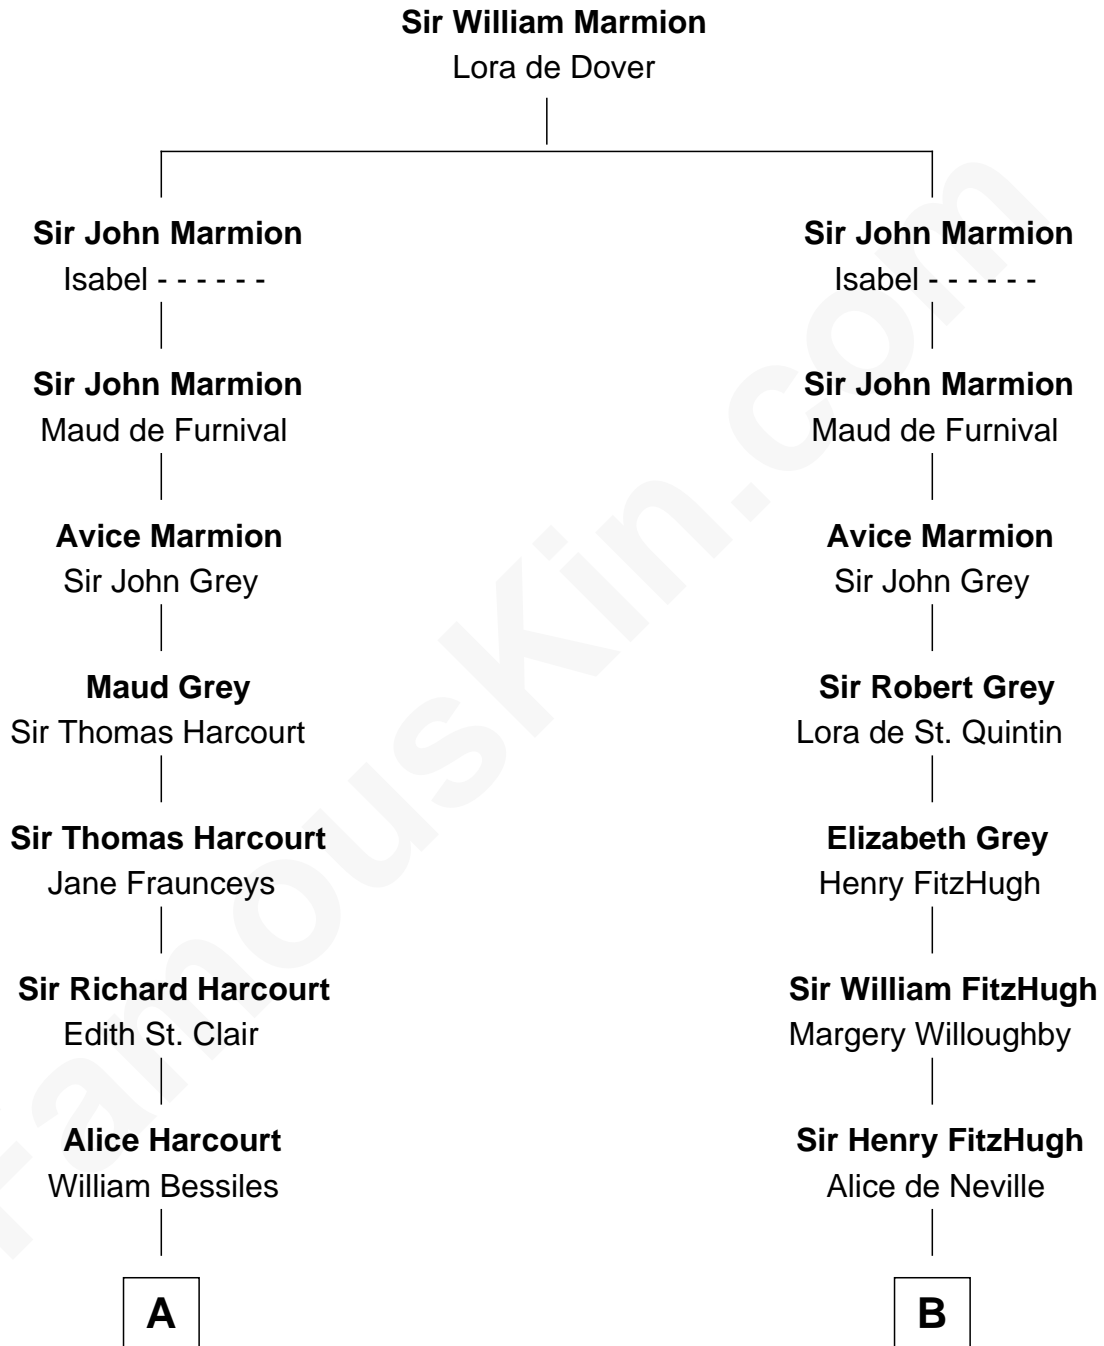 Sir William Marmion
Lora de Dover
Sir John Marmion
Isabel - - - - - -
Sir John Marmion
Isabel - - - - - -
Sir John Marmion
Maud de Furnival
Sir John Marmion
Maud de Furnival
Avice Marmion
Sir John Grey
Avice Marmion
Sir John Grey
Maud Grey
Sir Thomas Harcourt
Sir Robert Grey
Lora de St. Quintin
Sir Thomas Harcourt
Jane Fraunceys
Elizabeth Grey
Henry FitzHugh
Sir Richard Harcourt
Edith St. Clair
Sir William FitzHugh
Margery Willoughby
Alice Harcourt
William Bessiles
Sir Henry FitzHugh
Alice de Neville
A
B
FamousKin.com